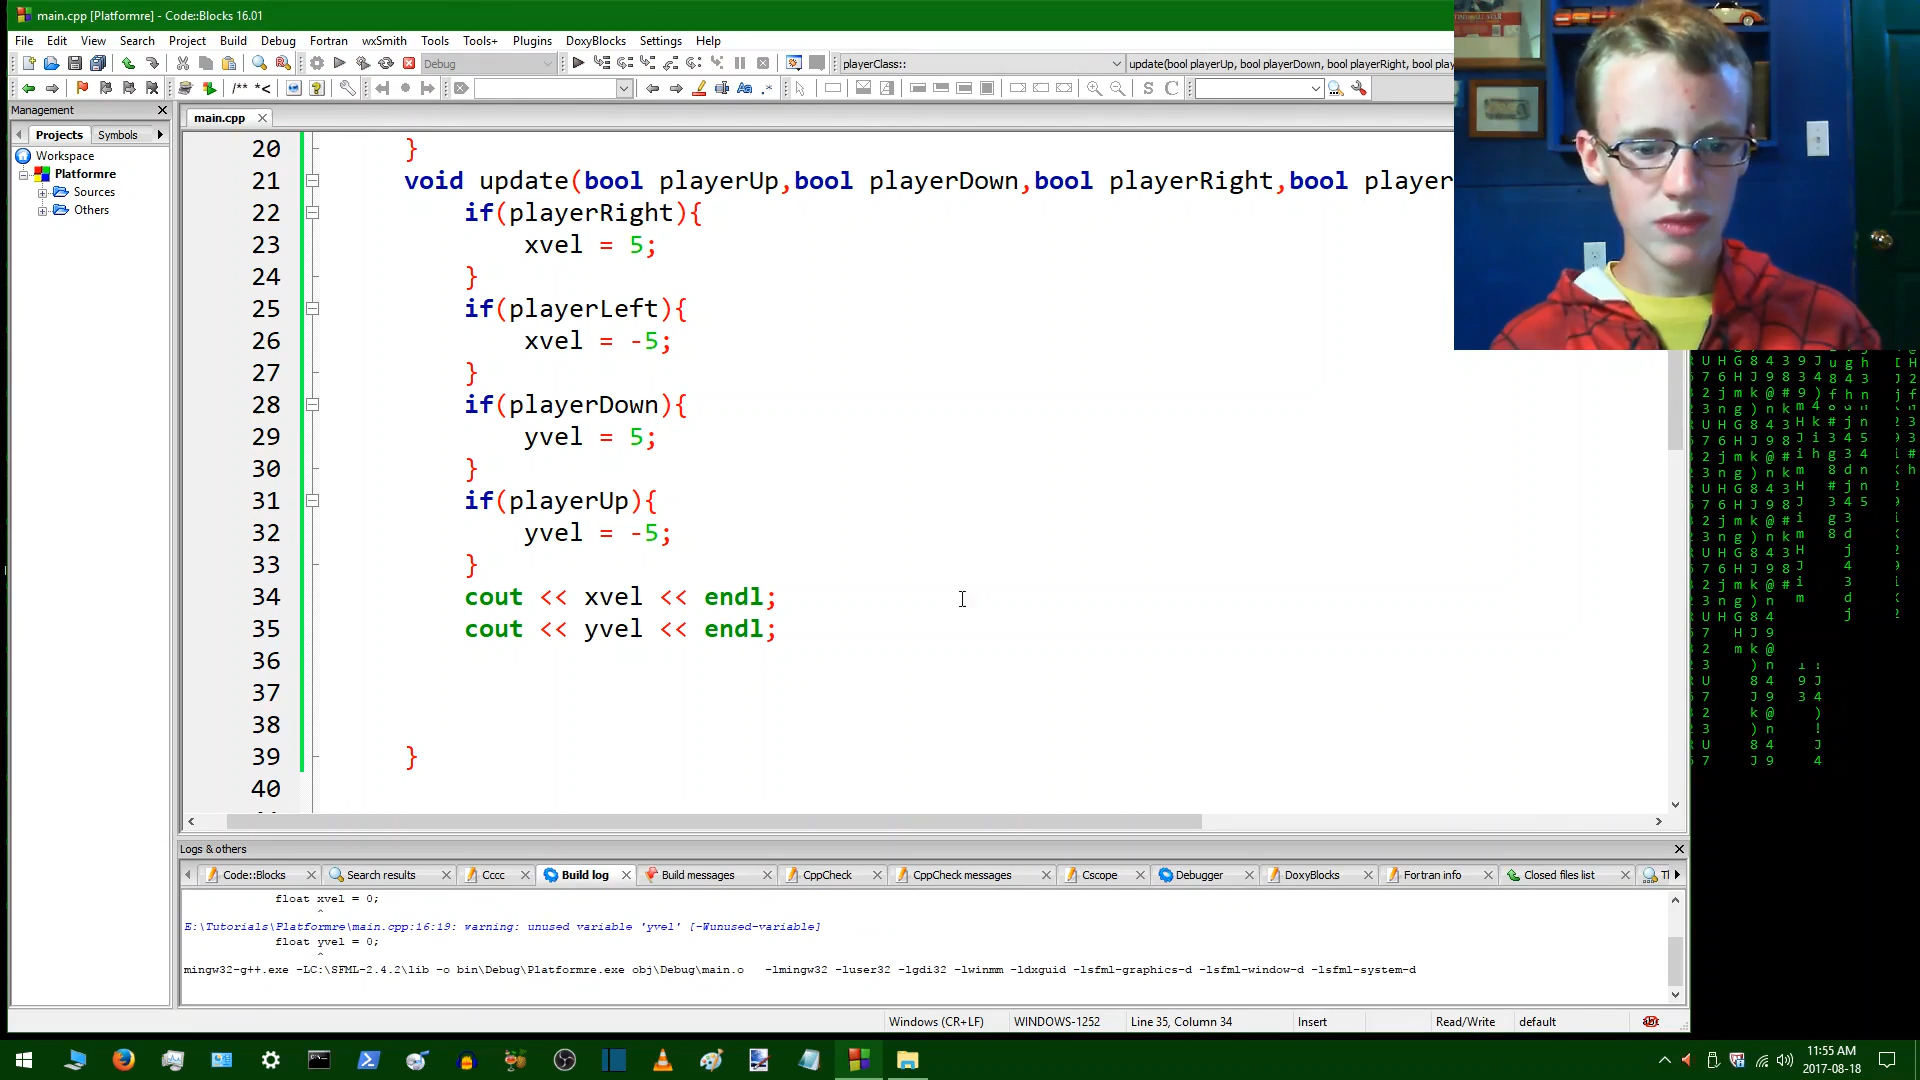 main.cpp [Platformre] - Code::Blocks 16.01
File Edit View Search Project Build Debug Fortran wxSmith Tools Tools+ Plugins DoxyBlocks Settings Help
Debug playerClass:: update(bool playerUp, bool playerDown, bool playerRight, bool play
/** *<
Management
Projects Symbols
Workspace
Platformre
Sources
Others
main.cpp
20 }
21 void update(bool playerUp,bool playerDown,bool playerRight,bool player
22 if(playerRight){
23 xvel = 5;
24 }
25 if(playerLeft){
26 xvel = -5;
27 }
28 if(playerDown){
29 yvel = 5;
30 }
31 if(playerUp){
32 yvel = -5;
33 }
34 cout << xvel << endl;
35 cout << yvel << endl;
36
37
38
39 }
40
Logs & others
Code::Blocks Search results Cccc Build log Build messages CppCheck CppCheck messages Cscope Debugger DoxyBlocks Fortran info Closed files list
float xvel = 0;
^
E:\Tutorials\Platformre\main.cpp:16:19: warning: unused variable 'yvel' [-Wunused-variable]
float yvel = 0;
^
mingw32-g++.exe -LC:\SFML-2.4.2\lib -o bin\Debug\Platformre.exe obj\Debug\main.o -lmingw32 -luser32 -lgdi32 -lwinmm -ldxguid -lsfml-graphics-d -lsfml-window-d -lsfml-system-d
Windows (CR+LF) WINDOWS-1252 Line 35, Column 34 Insert Read/Write default
11:55 AM
2017-08-18